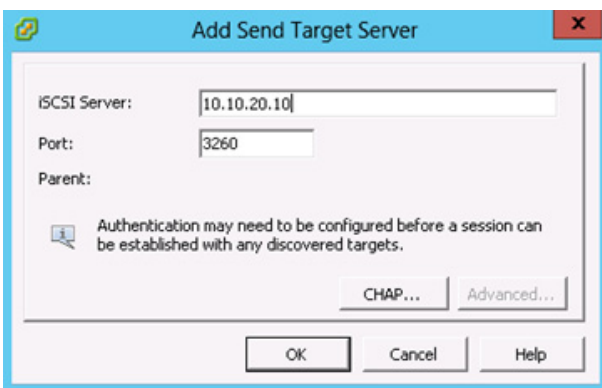 Add Send Target Server
x
iSCSI Server: 10.10.20.10
Port: 3260
Parent:
Authentication may need to be configured before a session can
be established with any discovered targets.
CHAP... Advanced...
OK Cancel Help